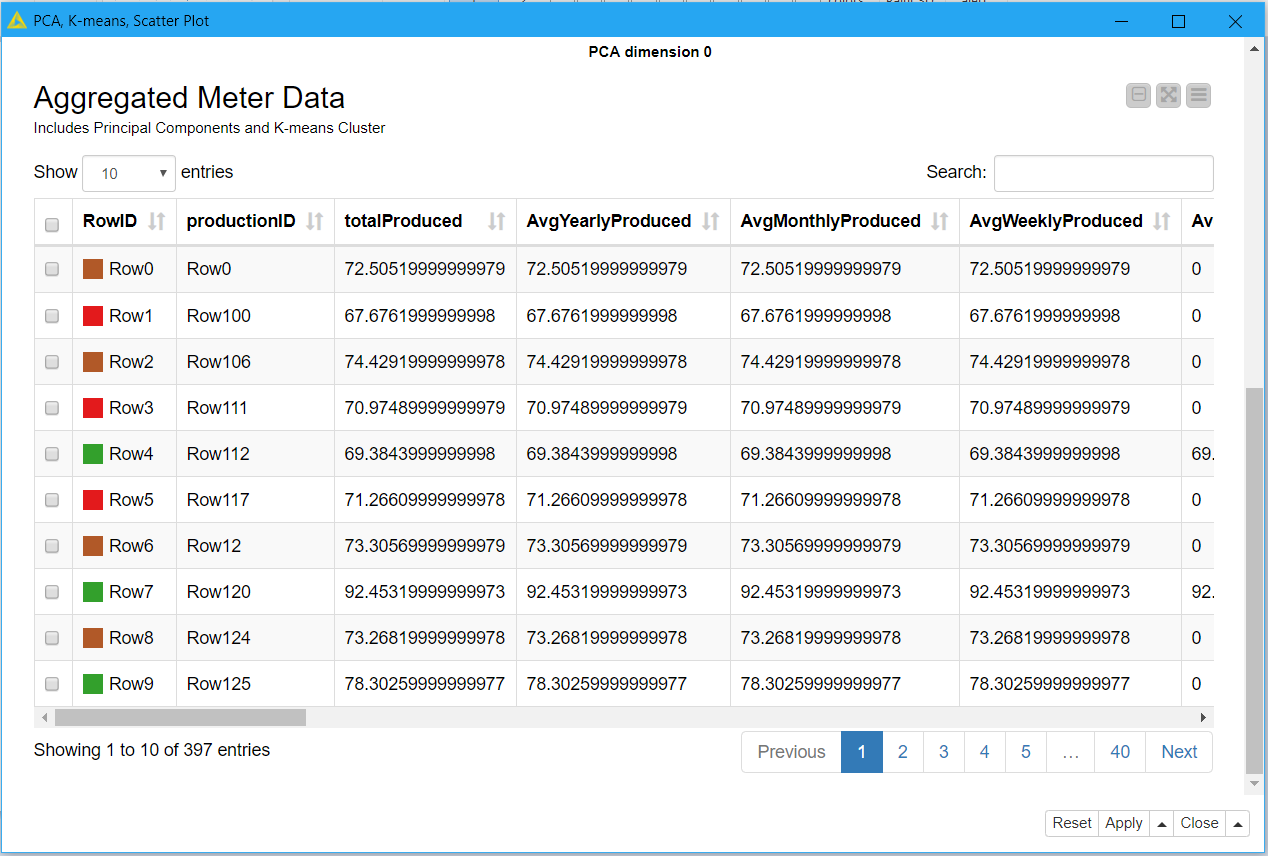 PCA, K-means, Scatter Plot
PCA dimension 0
Aggregated Meter Data
Includes Principal Components and K-means Cluster
Show 10 entries Search:
RowID productionID totalProduced AvgYearlyProduced AvgMonthlyProduced AvgWeeklyProduced Av
Row0 Row0 72.50519999999979 72.50519999999979 72.50519999999979 72.50519999999979 0
Row1 Row100 67.6761999999998 67.6761999999998 67.6761999999998 67.6761999999998 0
Row2 Row106 74.42919999999978 74.42919999999978 74.42919999999978 74.42919999999978 0
Row3 Row111 70.97489999999979 70.97489999999979 70.97489999999979 70.97489999999979 0
Row4 Row112 69.3843999999998 69.3843999999998 69.3843999999998 69.3843999999998 69.
Row5 Row117 71.26609999999978 71.26609999999978 71.26609999999978 71.26609999999978 0
Row6 Row12 73.30569999999979 73.30569999999979 73.30569999999979 73.30569999999979 0
Row7 Row120 92.45319999999973 92.45319999999973 92.45319999999973 92.45319999999973 92.
Row8 Row124 73.26819999999978 73.26819999999978 73.26819999999978 73.26819999999978 0
Row9 Row125 78.30259999999977 78.30259999999977 78.30259999999977 78.30259999999977 0
Showing 1 to 10 of 397 entries Previous 1 2 3 4 5 … 40 Next
Reset Apply Close